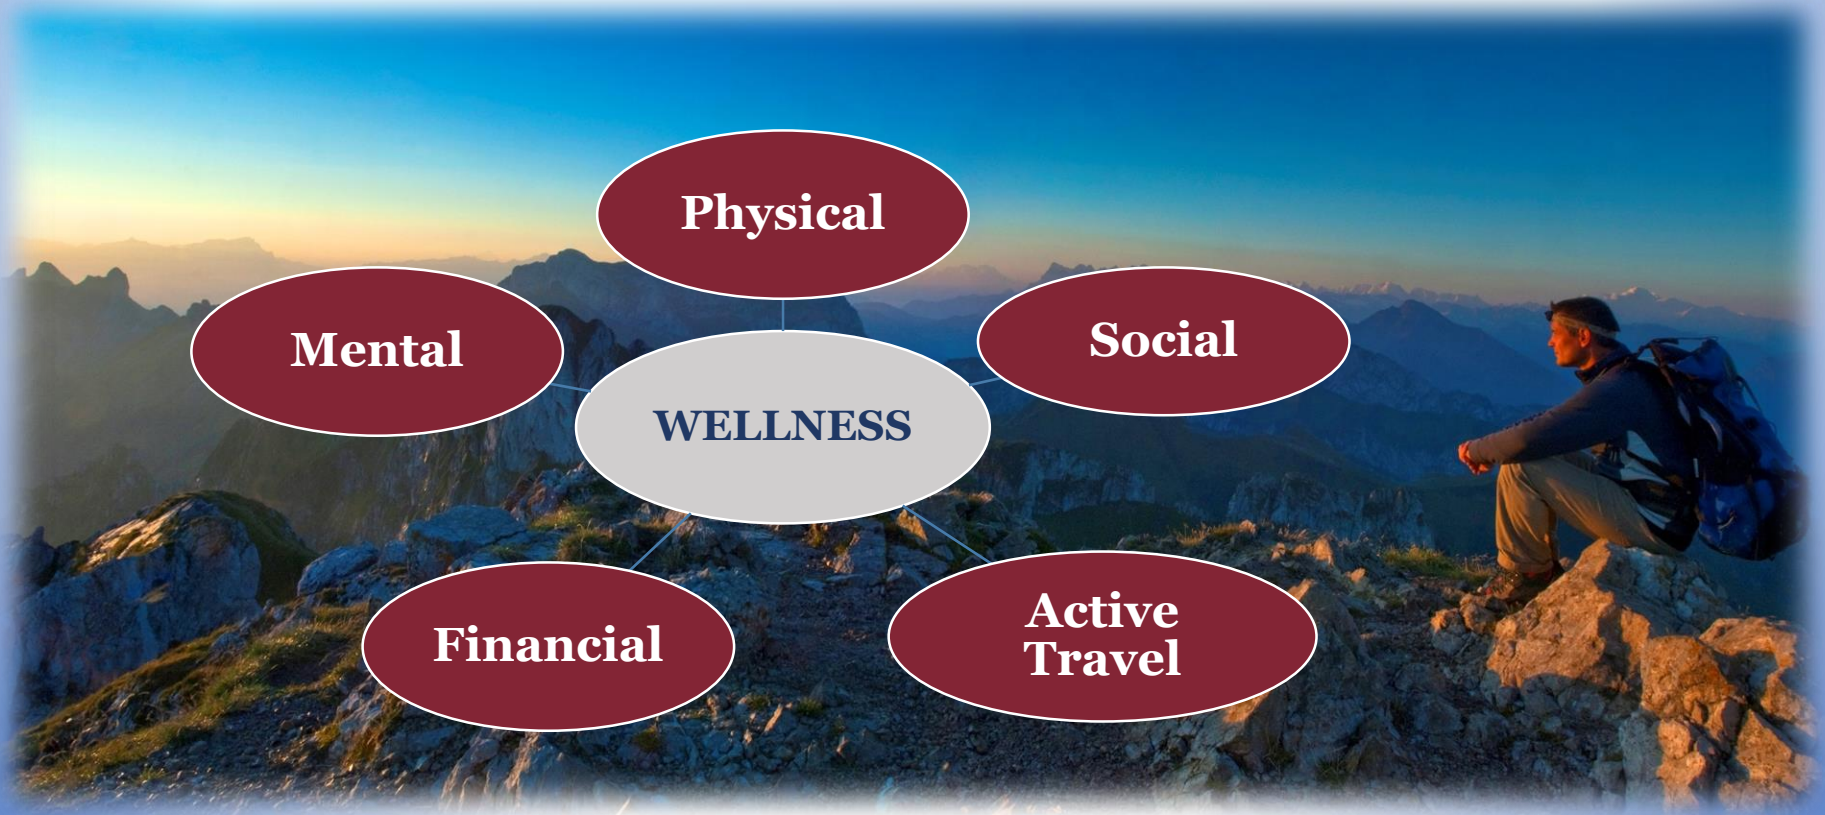 Physical
Mental
Social
WELLNESS
Financial
Active
Travel